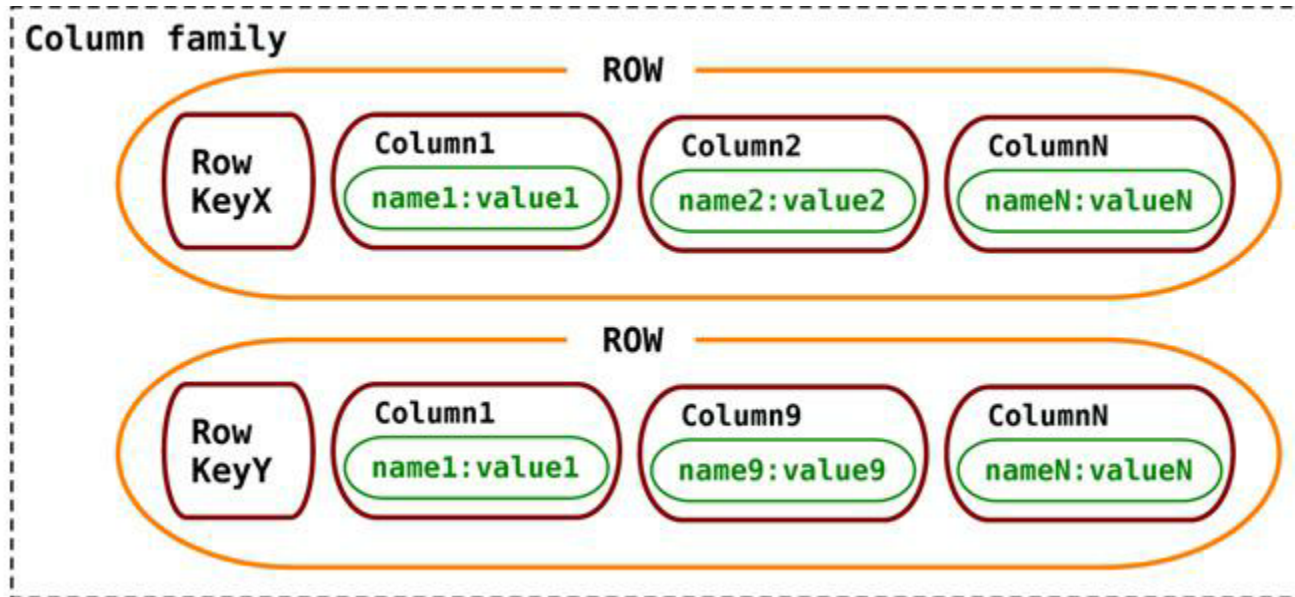 Column family
ROW
Row
KeyX
Column1
name1:value1
Column2
name2:value2
ColumnN
nameN:valueN
ROW
Row
KeyY
Column1
name1:value1
Column9
name9:value9
ColumnN
nameN:valueN